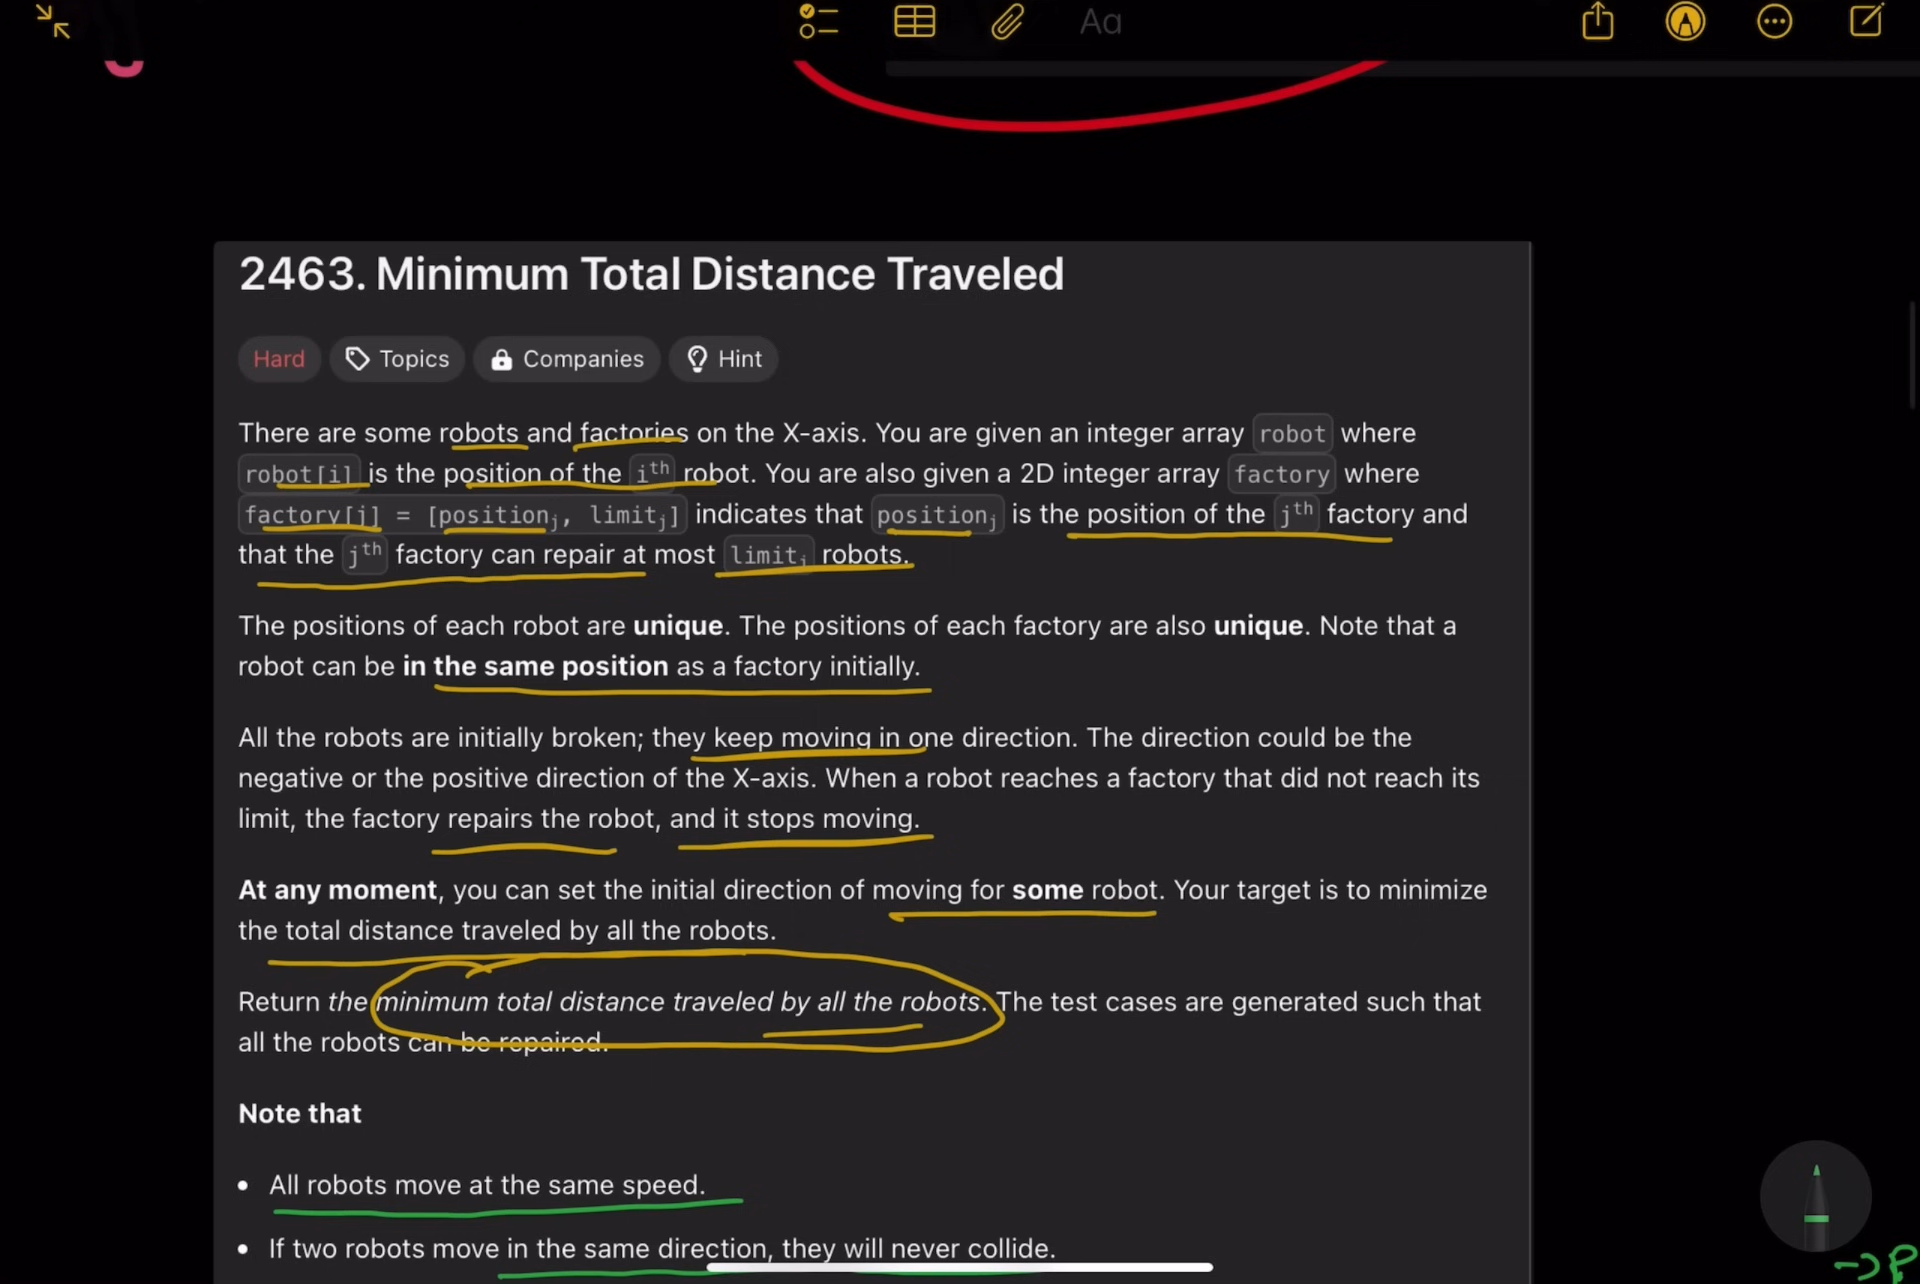 Aa
2463. Minimum Total Distance Traveled
Hard Topics Companies Hint
There are some robots and factories on the X-axis. You are given an integer array robot where
robot[i] is the position of the ith robot. You are also given a 2D integer array factory where
factory[j] = [positionj, limitj] indicates that positionj is the position of the jth factory and
that the jth factory can repair at most limitj robots.
The positions of each robot are unique. The positions of each factory are also unique. Note that a
robot can be in the same position as a factory initially.
All the robots are initially broken; they keep moving in one direction. The direction could be the
negative or the positive direction of the X-axis. When a robot reaches a factory that did not reach its
limit, the factory repairs the robot, and it stops moving.
At any moment, you can set the initial direction of moving for some robot. Your target is to minimize
the total distance traveled by all the robots.
Return the minimum total distance traveled by all the robots. The test cases are generated such that
all the robots can be repaired.
Note that
• All robots move at the same speed.
• If two robots move in the same direction, they will never collide.